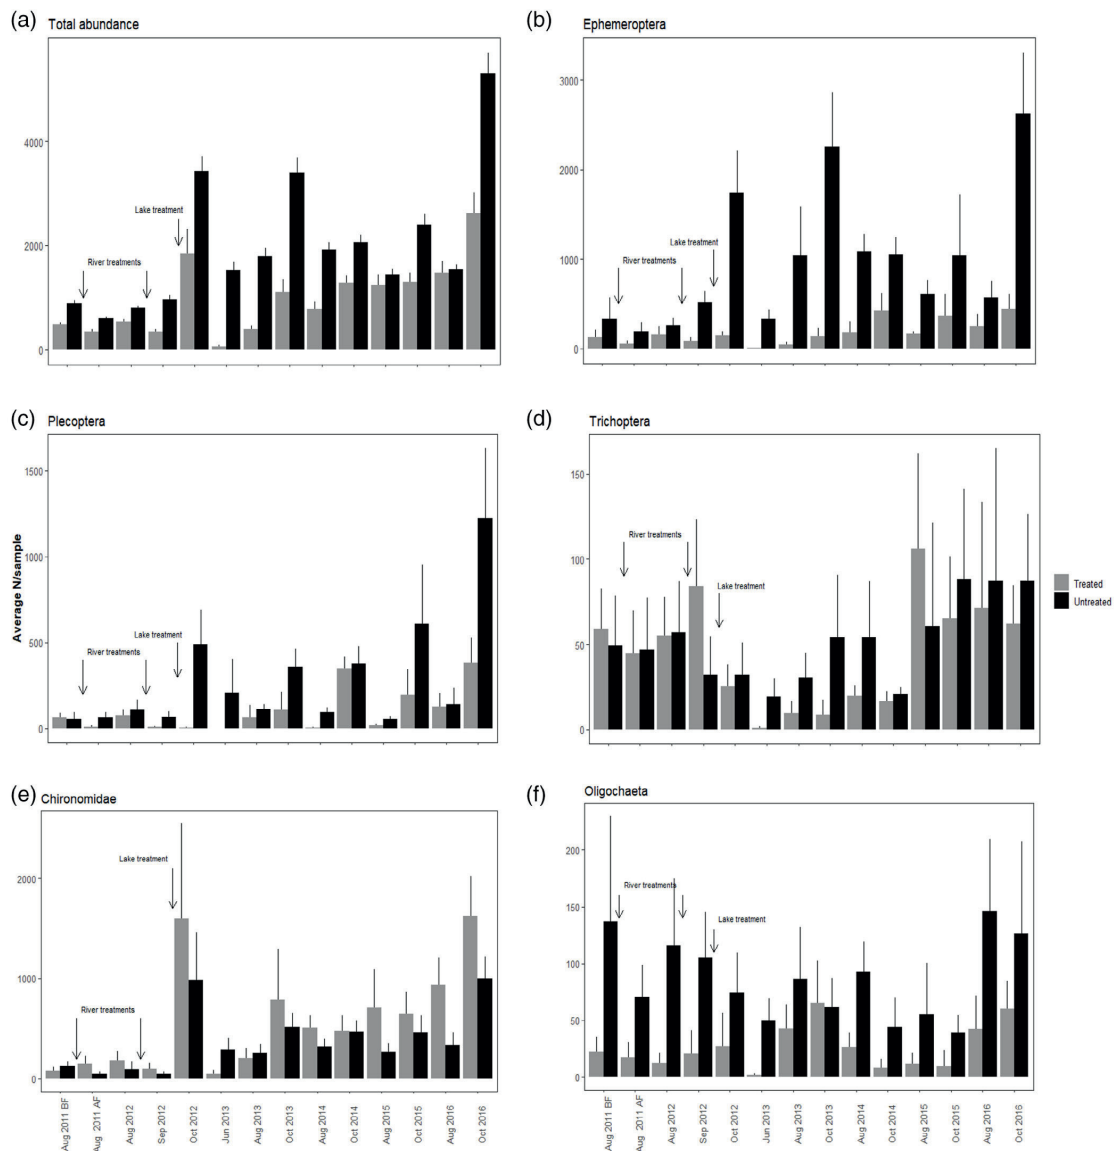 (a) Total abundance
4000
2000
0
Lake treatment
River treatments
(b) Ephemeroptera
3000
2000
1000
0
Lake treatment
River treatments
(c) Plecoptera
Average N/sample
1500
1000
500
0
Lake treatment
River treatments
(d) Trichoptera
150
100
50
0
River treatments
Lake treatment
Treated
Untreated
(e) Chironomidae
2000
1000
0
Lake treatment
River treatments
Aug 2011 BF
Aug 2011 AF
Aug 2012
Sep 2012
Oct 2012
Jun 2013
Aug 2013
Oct 2013
Aug 2014
Oct 2014
Aug 2015
Oct 2015
Aug 2016
Oct 2016
(f) Oligochaeta
200
150
100
50
0
River treatments
Lake treatment
Aug 2011 BF
Aug 2011 AF
Aug 2012
Sep 2012
Oct 2012
Jun 2013
Aug 2013
Oct 2013
Aug 2014
Oct 2014
Aug 2015
Oct 2015
Aug 2016
Oct 2016